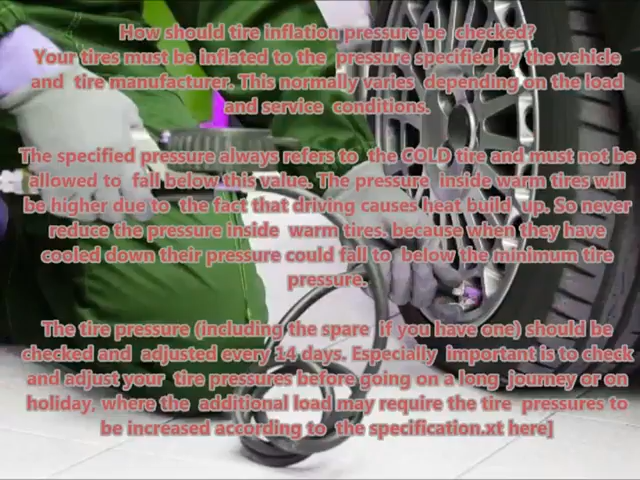 How should tire inflation pressure be checked?
Your tires must be inflated to the pressure specified by the vehicle
and tire manufacturer. This normally varies depending on the load
and service conditions.
The specified pressure always refers to the COLD tire and must not be
allowed to fall below this value. The pressure inside warm tires will
be higher due to the fact that driving causes heat build up. So never
reduce the pressure inside warm tires. because when they have
cooled down their pressure could fall to below the minimum tire
pressure.
The tire pressure (including the spare if you have one) should be
checked and adjusted every 14 days. Especially important is to check
and adjust your tire pressures before going on a long journey or on
holiday, where the additional load may require the tire pressures to
be increased according to the specification.xt here]